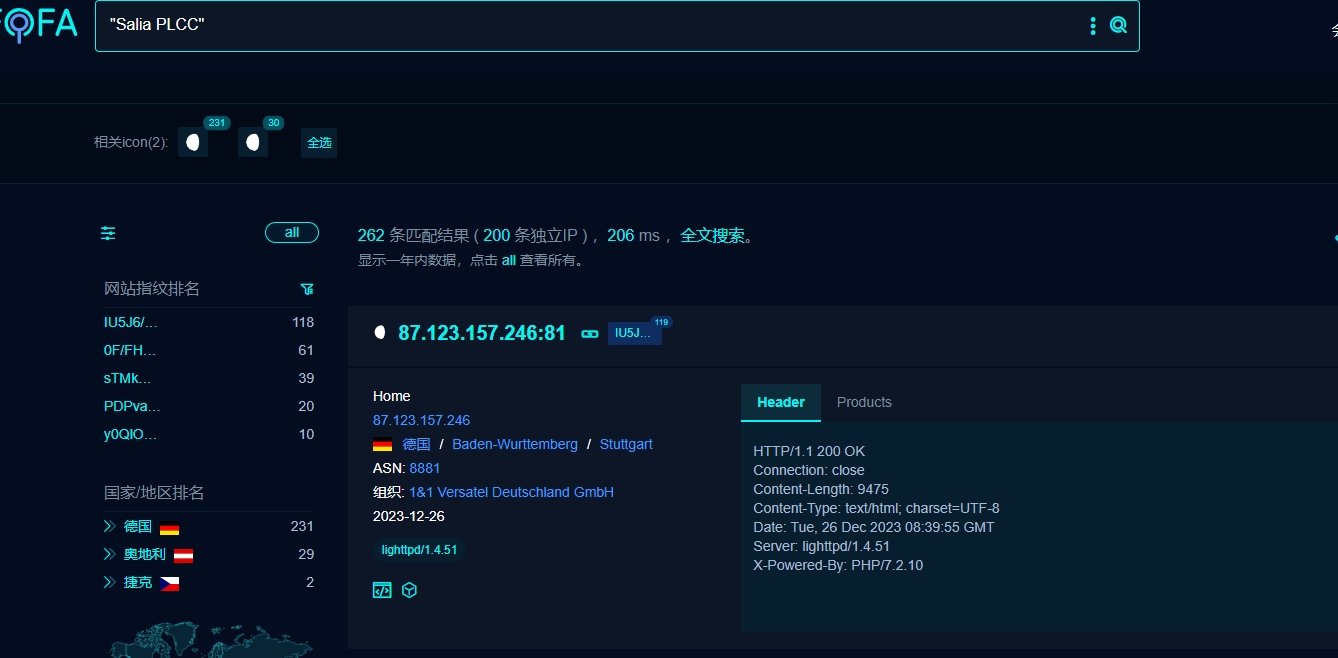 FOFA
"Salia PLCC"
相关icon(2):
231
30
全选
all
262 条匹配结果 ( 200 条独立IP ) ，206 ms ，全文搜索。
显示一年内数据，点击 all 查看所有。
网站指纹排名
IU5J6/... 118
0F/FH... 61
sTMk... 39
PDPva... 20
y0QIO... 10
国家/地区排名
德国 231
奥地利 29
捷克 2
87.123.157.246:81
IU5J...
119
Home
87.123.157.246
德国 / Baden-Wurttemberg / Stuttgart
ASN: 8881
组织: 1&1 Versatel Deutschland GmbH
2023-12-26
lighttpd/1.4.51
Header Products
HTTP/1.1 200 OK
Connection: close
Content-Length: 9475
Content-Type: text/html; charset=UTF-8
Date: Tue, 26 Dec 2023 08:39:55 GMT
Server: lighttpd/1.4.51
X-Powered-By: PHP/7.2.10